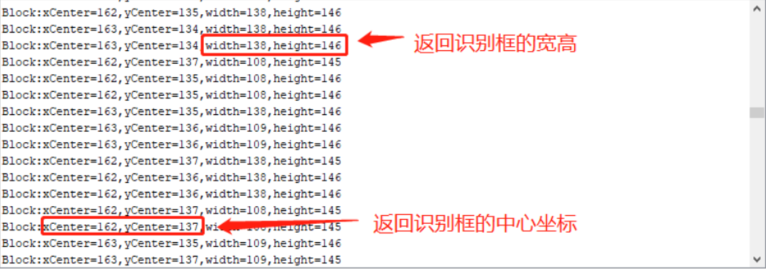 Block:xCenter=162,yCenter=135,width=138,height=146
Block:xCenter=163,yCenter=134,width=138,height=146
Block:xCenter=163,yCenter=134,width=138,height=146
返回识别框的宽高
Block:xCenter=162,yCenter=137,width=108,height=145
Block:xCenter=162,yCenter=135,width=108,height=146
Block:xCenter=162,yCenter=135,width=108,height=146
Block:xCenter=163,yCenter=135,width=138,height=146
Block:xCenter=163,yCenter=136,width=109,height=146
Block:xCenter=163,yCenter=136,width=109,height=146
Block:xCenter=162,yCenter=137,width=138,height=145
Block:xCenter=162,yCenter=136,width=138,height=146
Block:xCenter=162,yCenter=136,width=138,height=146
Block:xCenter=162,yCenter=137,width=108,height=145
Block:xCenter=162,yCenter=137,height=145
返回识别框的中心坐标
Block:xCenter=163,yCenter=135,width=109,height=146
Block:xCenter=163,yCenter=137,width=109,height=145